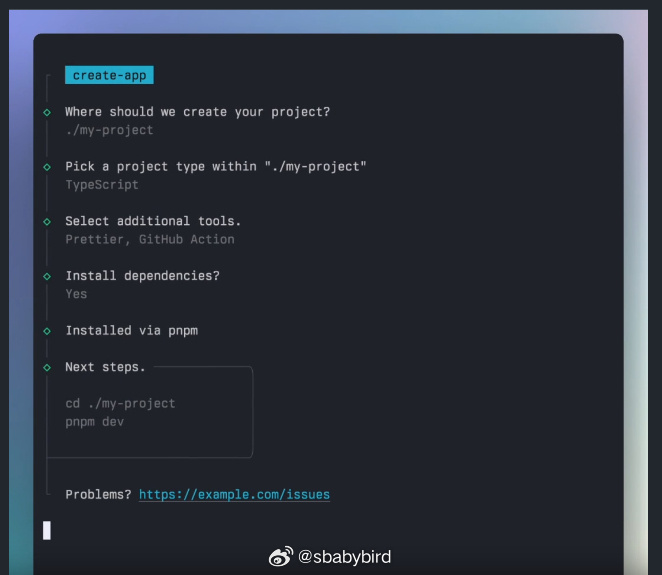 create-app
Where should we create your project?
./my-project
Pick a project type within "./my-project"
TypeScript
Select additional tools.
Prettier, GitHub Action
Install dependencies?
Yes
Installed via pnpm
Next steps.
cd ./my-project
pnpm dev
Problems? https://example.com/issues
@sbabybird